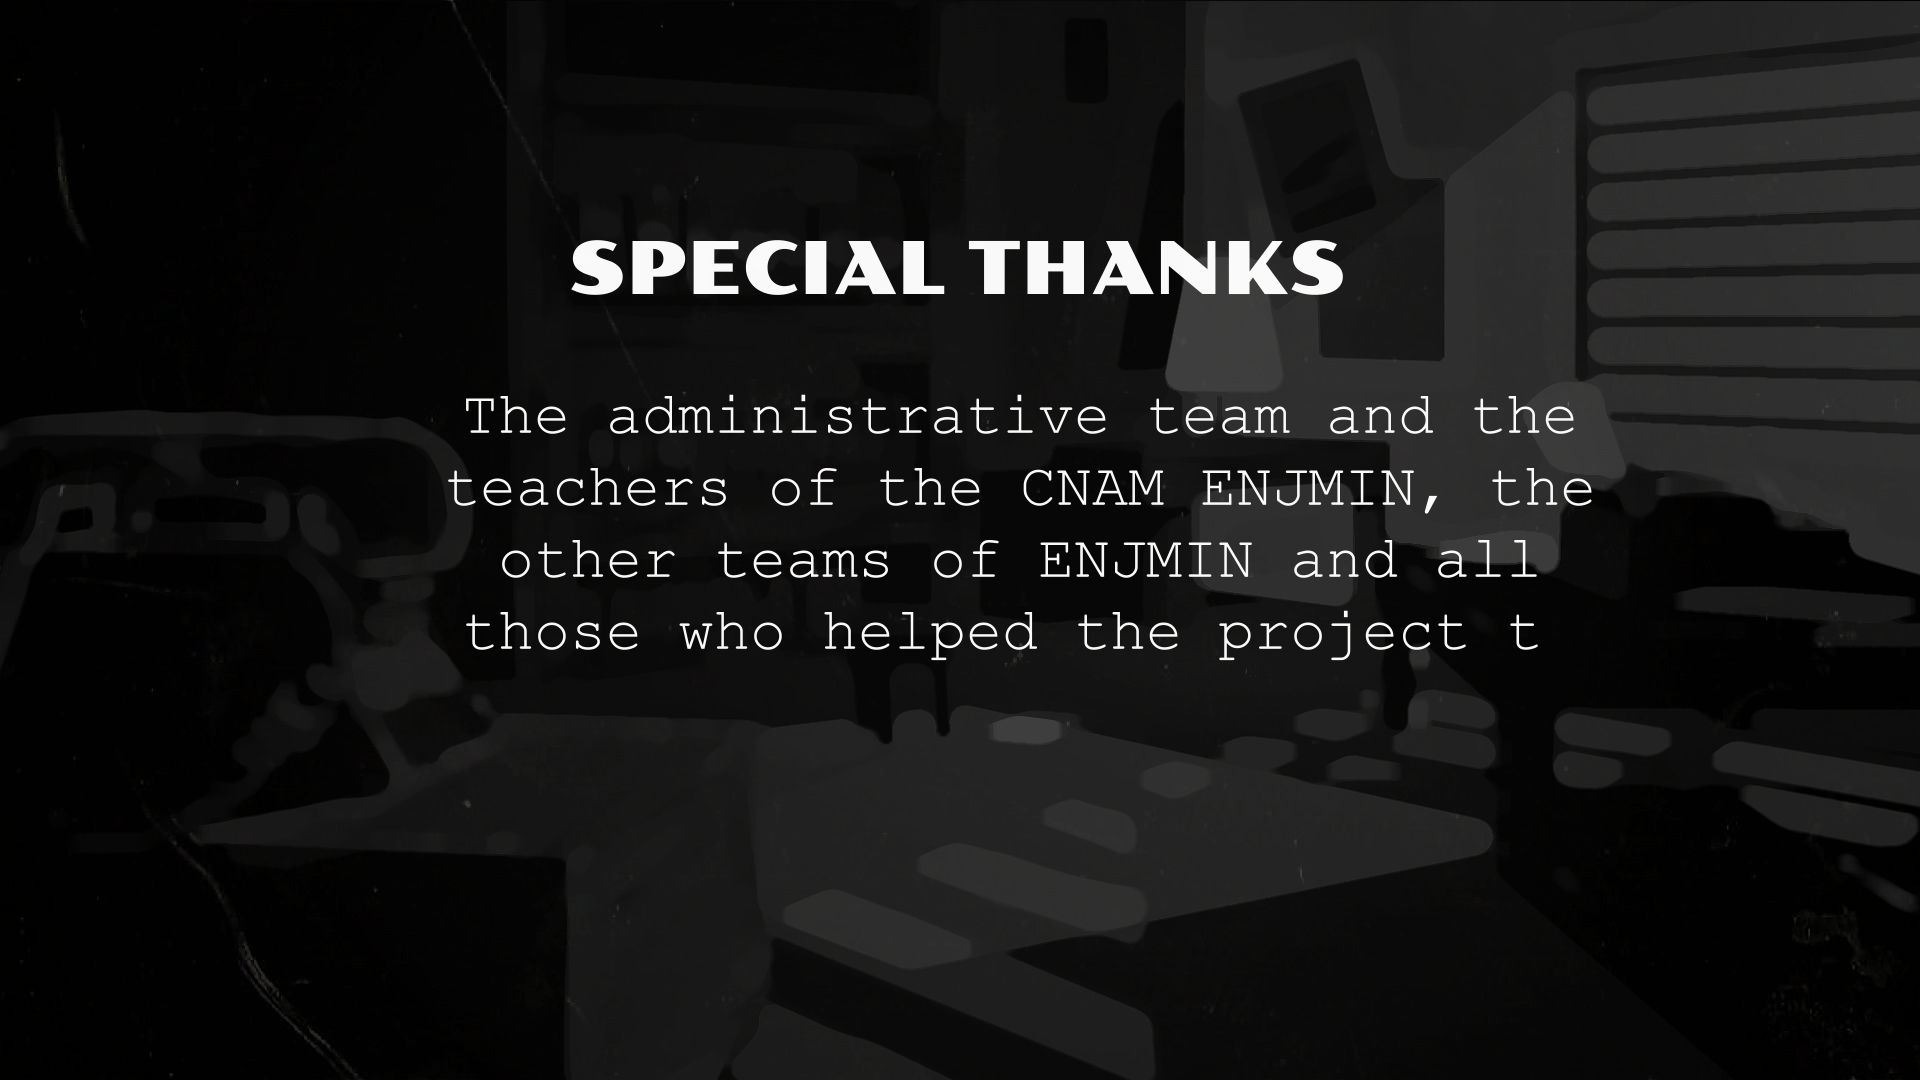 SPECIAL THANKS
The administrative team and the
teachers of the CNAM ENJMIN, the
other teams of ENJMIN and all
those who helped the project t